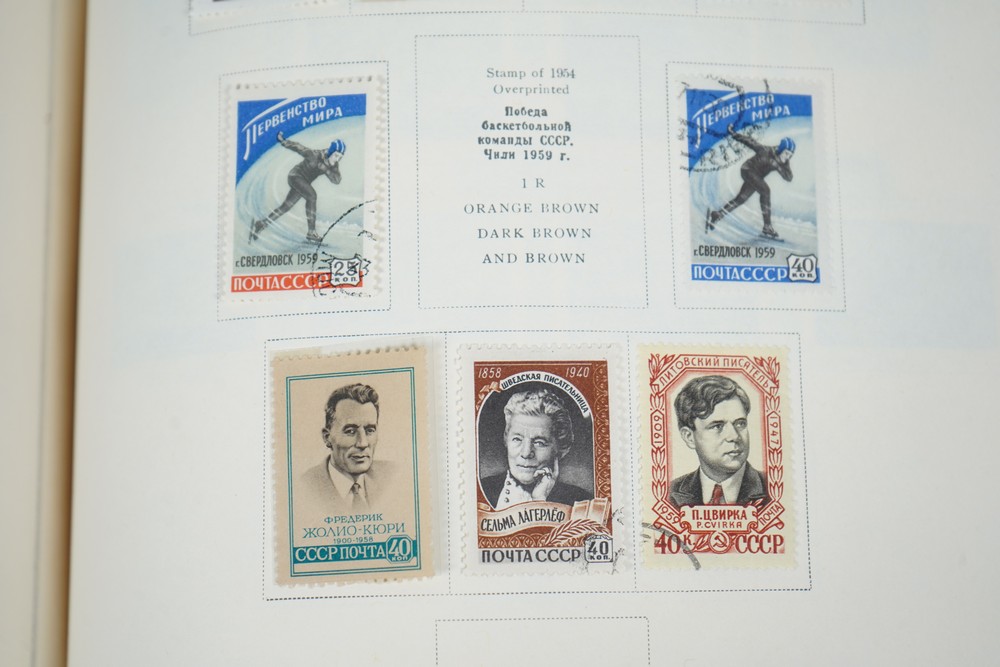 ПЕРВЕНСТВО
МИРА
г. СВЕРДЛОВСК 1959
ПОЧТА СССР 25 КОП.
Stamp of 1954
Overprinted
Победа
баскетбольной
команды СССР.
Чили 1959 г.
1 R
ORANGE BROWN
DARK BROWN
AND BROWN
ПЕРВЕНСТВО
МИРА
г. СВЕРДЛОВСК 1959
ПОЧТА СССР 40 КОП.
ФРЕДЕРИК
ЖОЛИО-КЮРИ
1900-1958
СССР ПОЧТА 40 КОП.
1858 1940
ШВЕДСКАЯ ПИСАТЕЛЬНИЦА
СЕЛЬМА ЛАГЕРЛЁФ
ПОЧТА СССР 40 КОП.
ЛИТОВСКИЙ ПИСАТЕЛЬ
1909 1947
П. ЦВИРКА
P. CVIRKA
1959 ПОЧТА
40К СССР